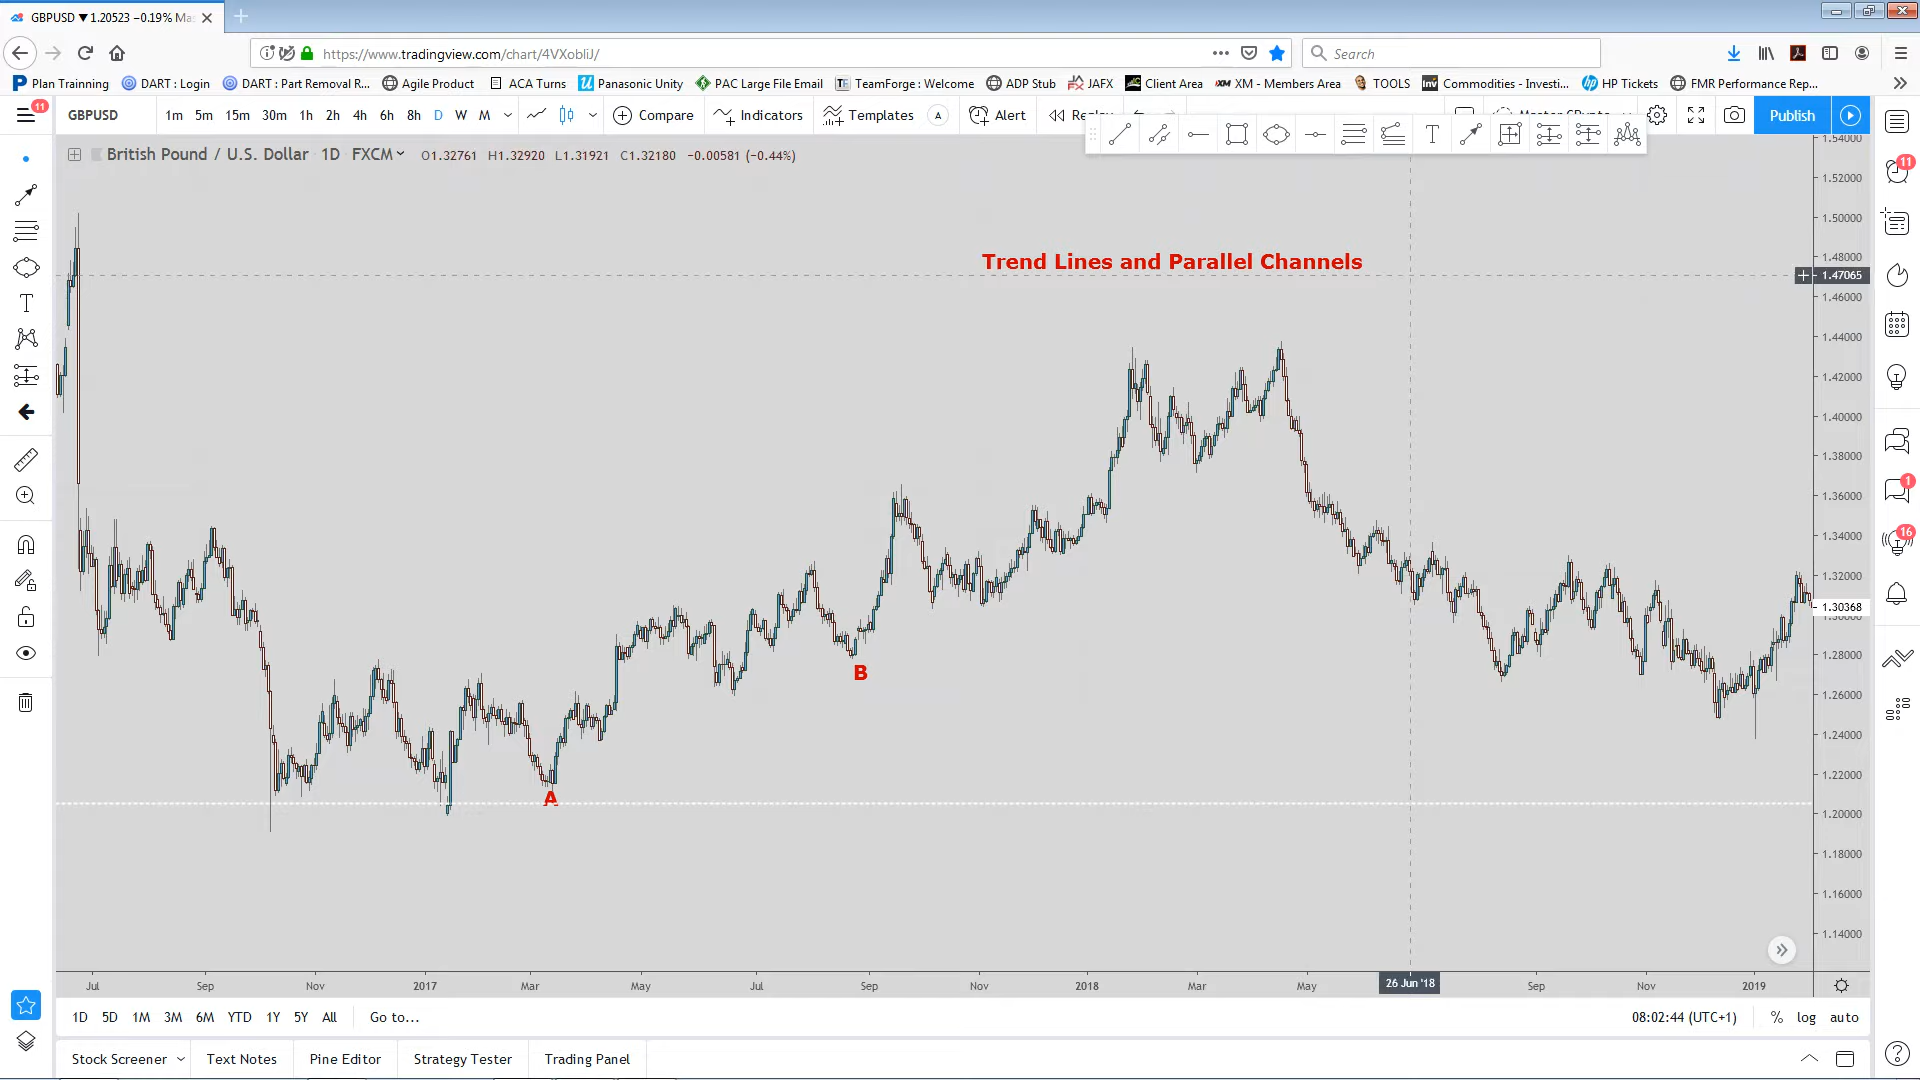 GBPUSD ▼ 1.20523 −0.19% Ma
https://www.tradingview.com/chart/4VXobliJ/
Search
Plan Trainning
DART : Login
DART : Part Removal R...
Agile Product
ACA Turns
Panasonic Unity
PAC Large File Email
TeamForge : Welcome
ADP Stub
JAFX
Client Area
XM - Members Area
TOOLS
Commodities - Investi...
HP Tickets
FMR Performance Rep...
11
GBPUSD
1m 5m 15m 30m 1h 2h 4h 6h 8h D W M
Compare
Indicators
Templates
A
Alert
Publish
British Pound / U.S. Dollar 1D FXCM
O1.32761 H1.32920 L1.31921 C1.32180 −0.00581 (−0.44%)
Trend Lines and Parallel Channels
A
B
1.54000
1.52000
1.50000
1.48000
1.47065
1.46000
1.44000
1.42000
1.40000
1.38000
1.36000
1.34000
1.32000
1.30368
1.30000
1.28000
1.26000
1.24000
1.22000
1.20000
1.18000
1.16000
1.14000
11
1
16
Jul Sep Nov 2017 Mar May Jul Sep Nov 2018 Mar May 26 Jun '18 Sep Nov 2019
1D 5D 1M 3M 6M YTD 1Y 5Y All Go to...
08:02:44 (UTC+1) % log auto
Stock Screener Text Notes Pine Editor Strategy Tester Trading Panel